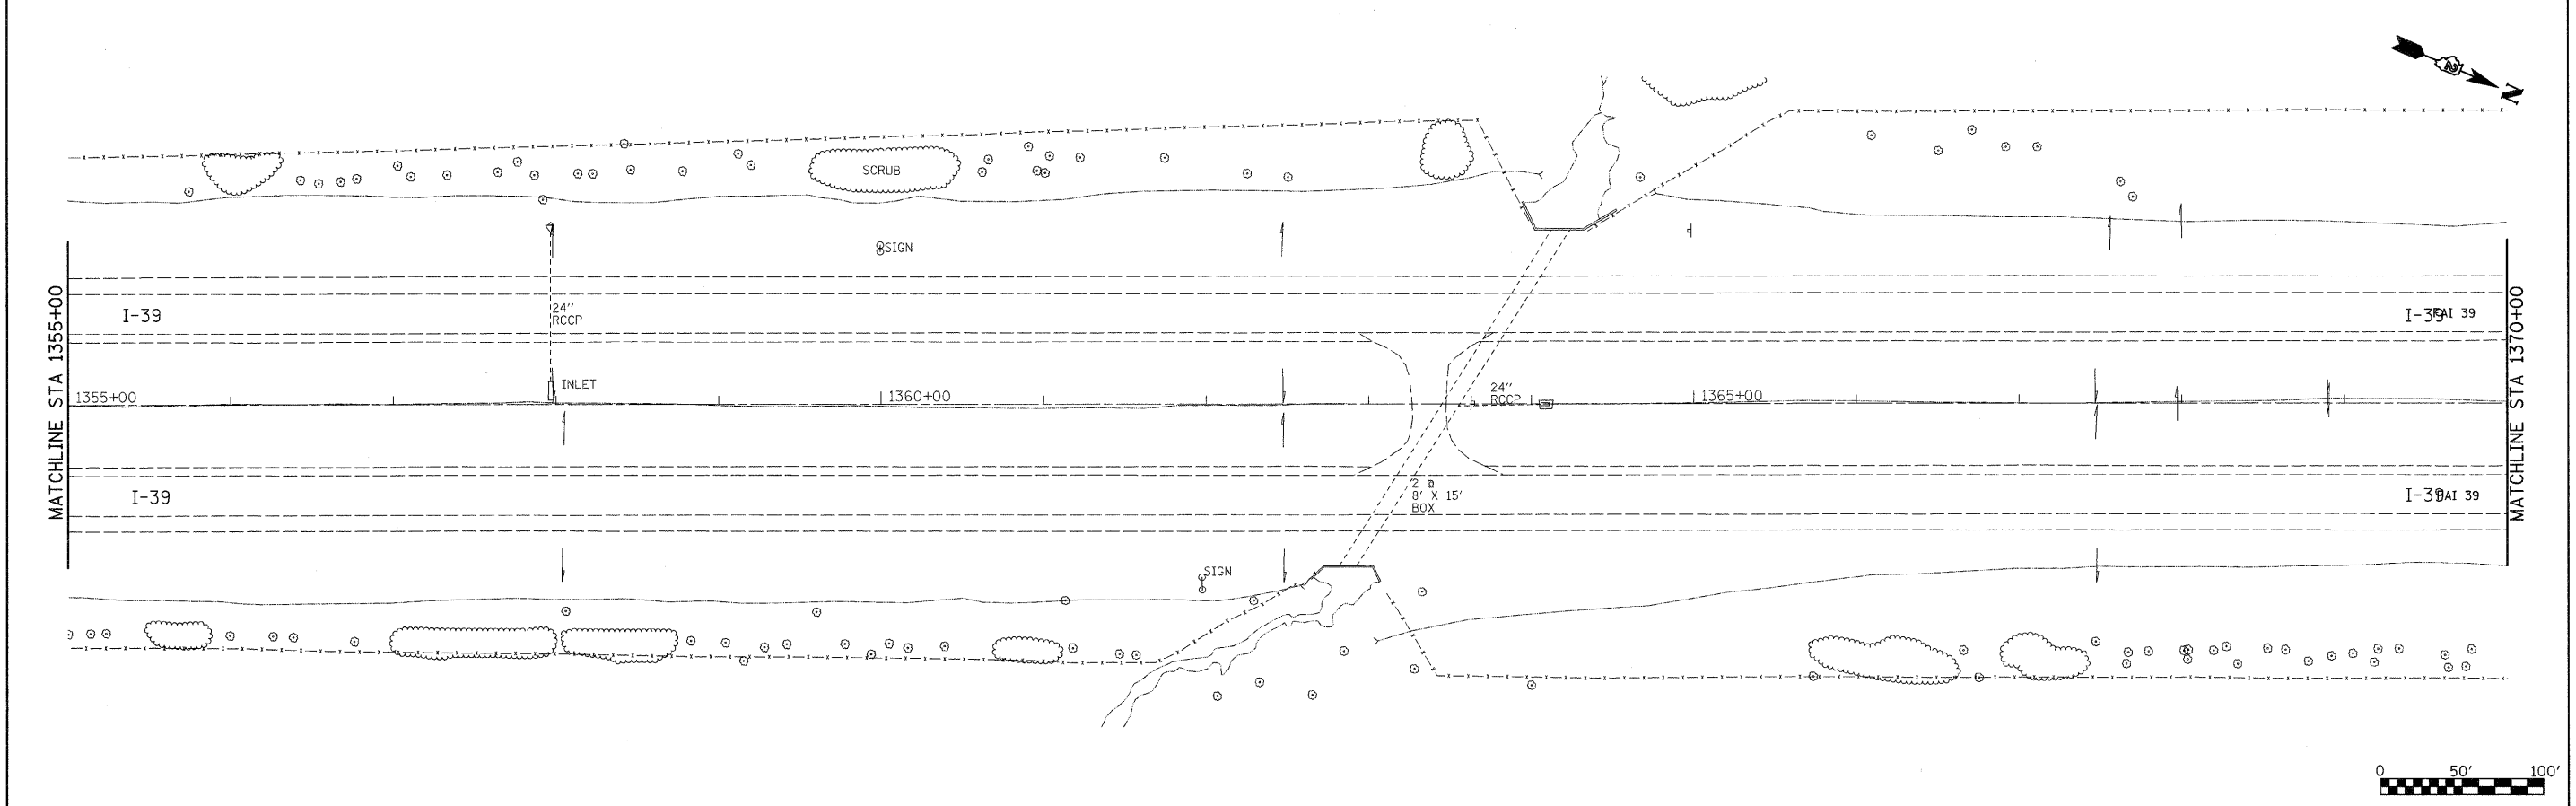 N
SCRUB
SIGN
24''
RCCP
I-39
I-39
FAI 39
MATCHLINE STA 1355+00
MATCHLINE STA 1370+00
INLET
1355+00
1360+00
24''
RCCP
1365+00
I-39
2 @
8' X 15'
BOX
I-39
FAI 39
SIGN
0 50' 100'